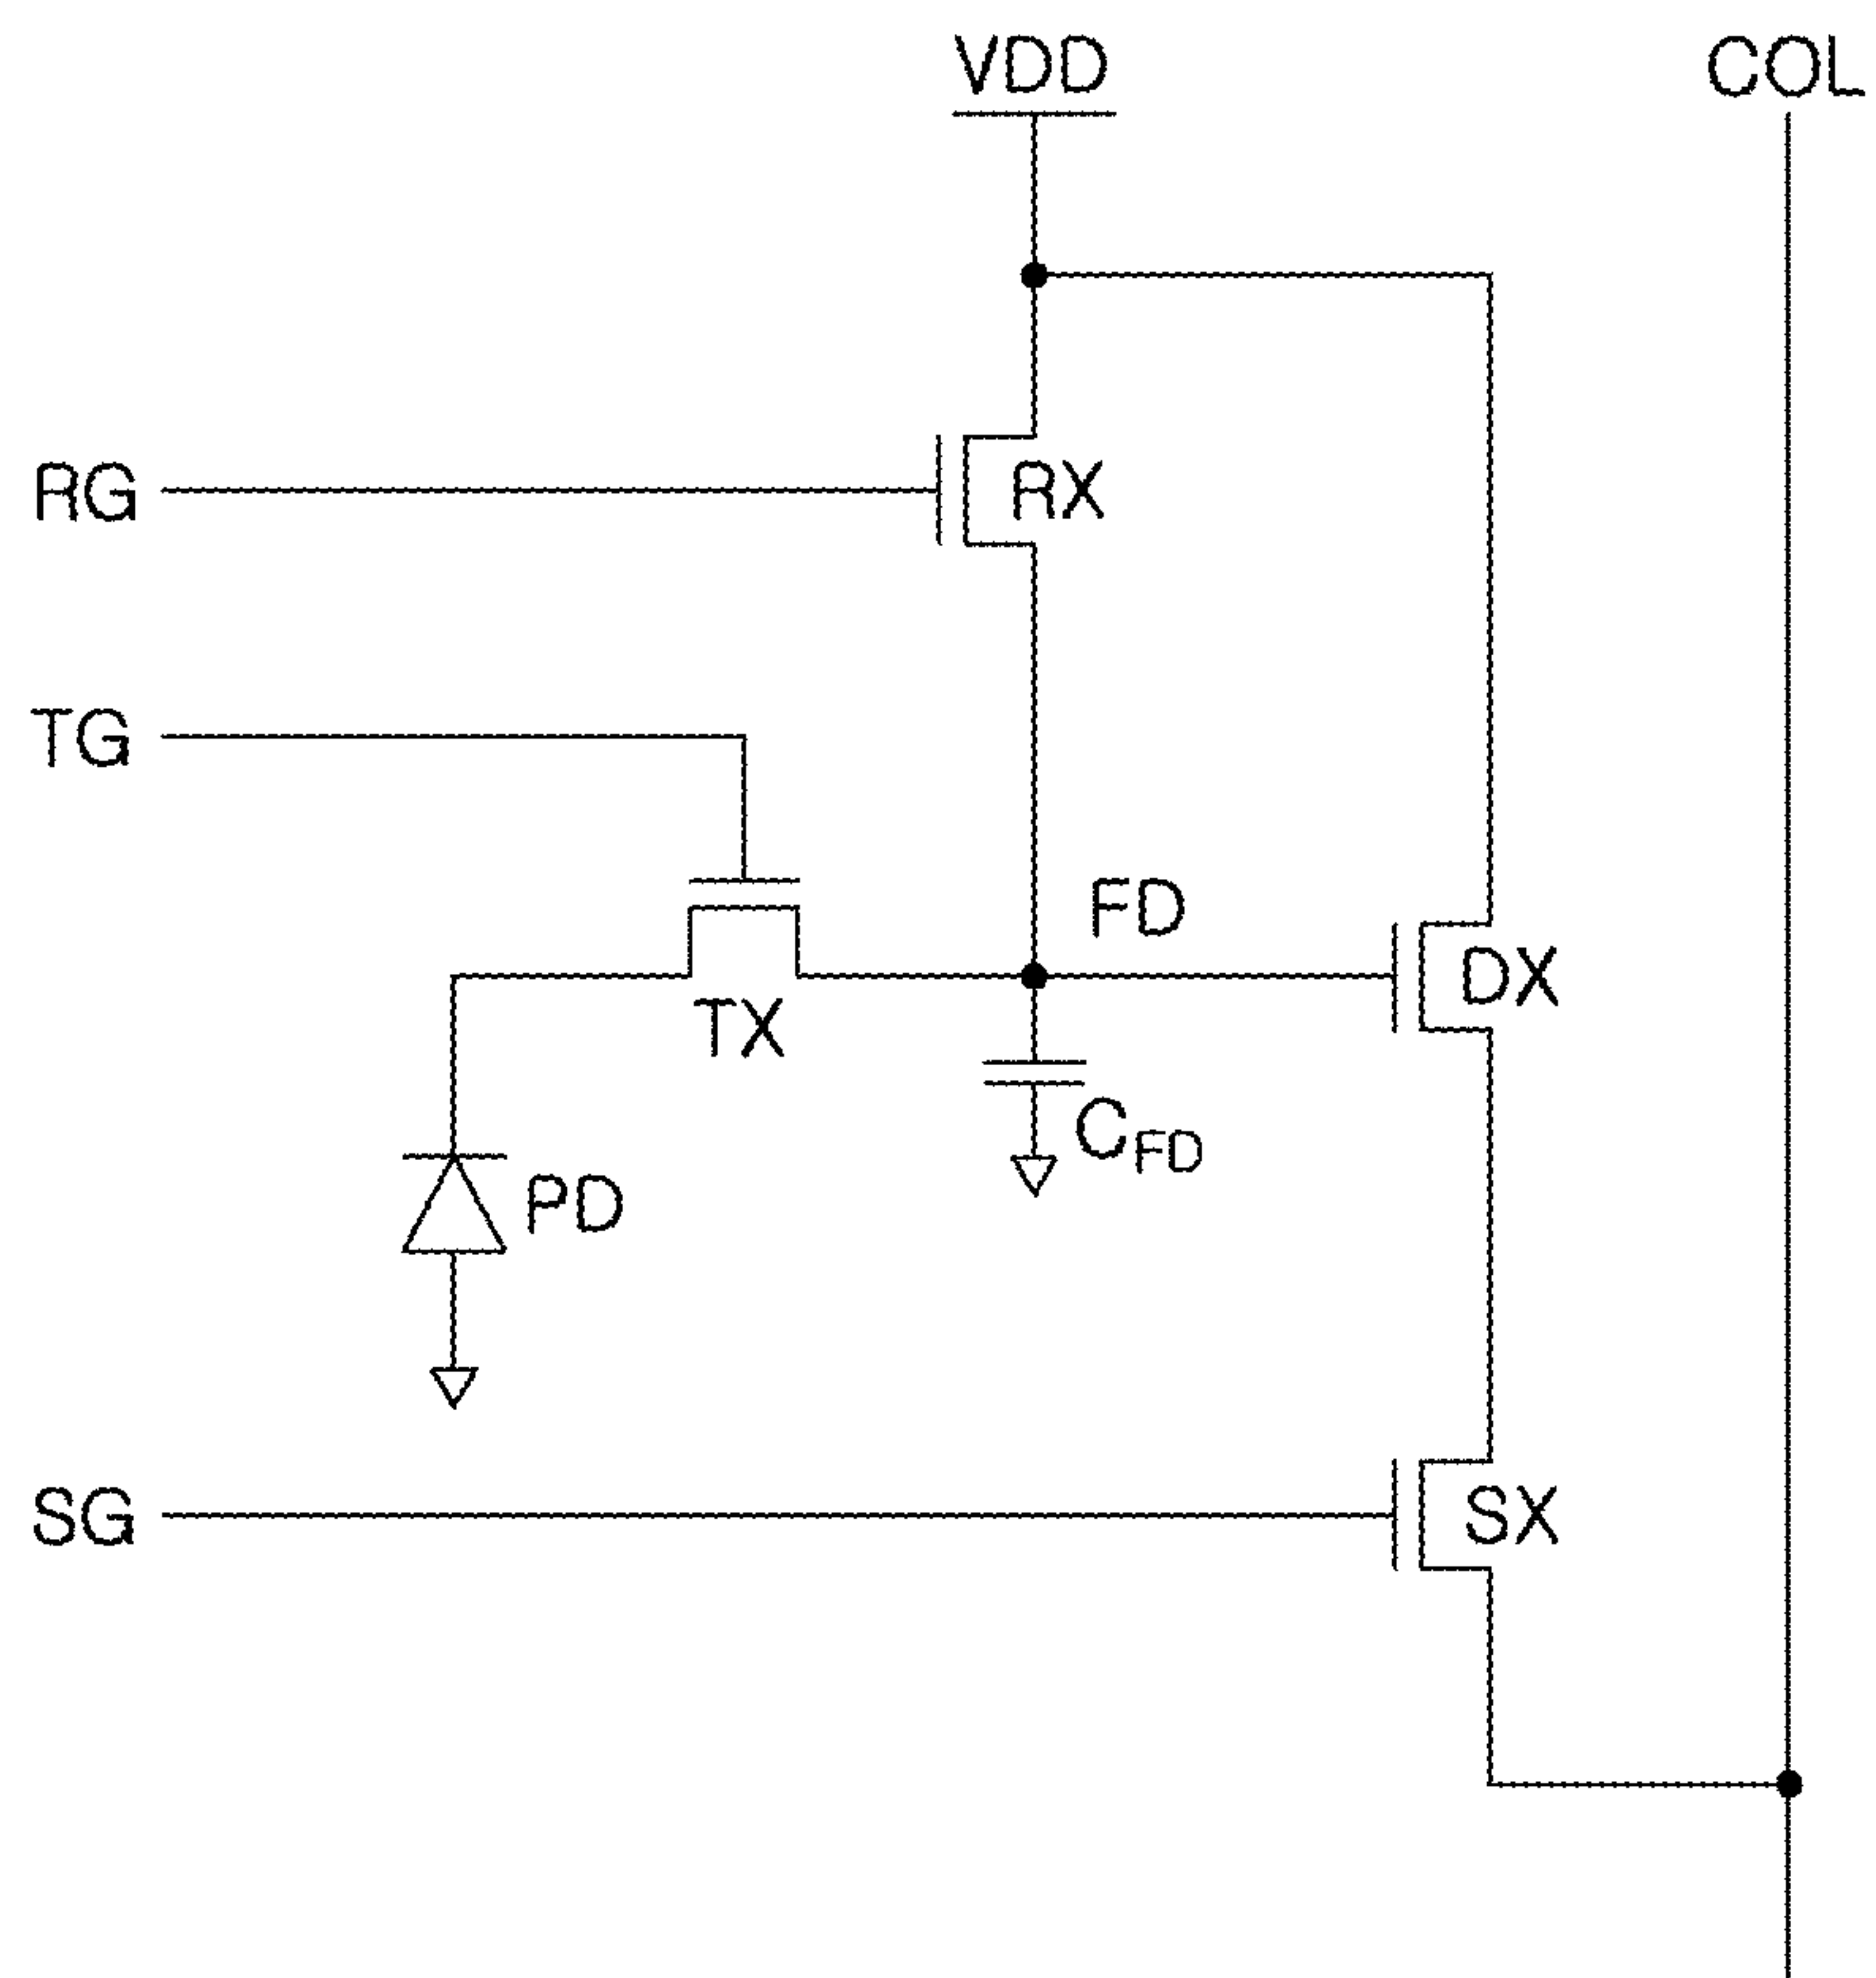 VDD
COL
RG
RX
TG
FD
DX
TX
CFD
PD
SG
SX